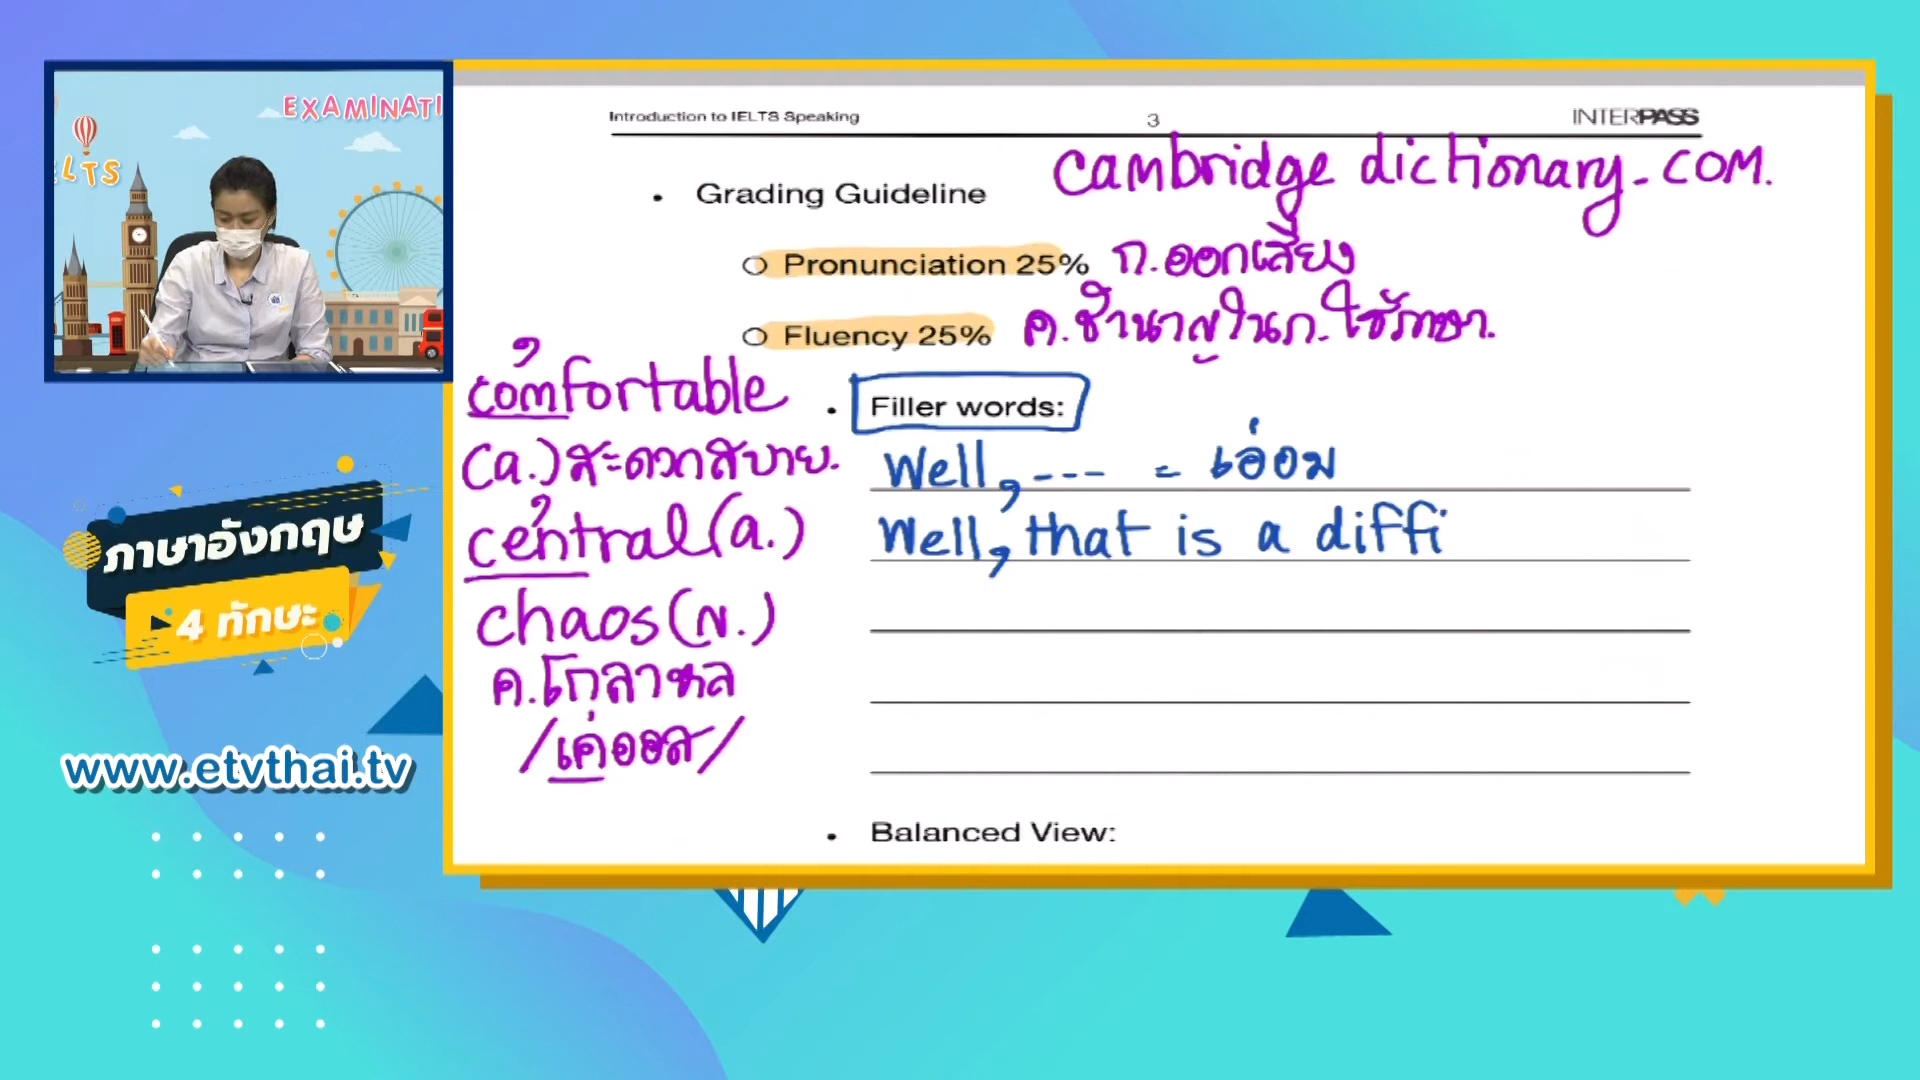 EXAMINATI
ELTS
Introduction to IELTS Speaking 3 INTERPASS
cambridge dictionary.com.
• Grading Guideline
Pronunciation 25% ก.ออกเสียง
Fluency 25% ค.ชำนาญในก.ใช้ภาษา.
comfortable
(a.) สะดวกสบาย.
central (a.)
chaos (n.)
ค.โกลาหล
/เค่ออส/
• Filler words:
Well, --- = เอ่อม
Well, that is a diffi
• Balanced View:
ภาษาอังกฤษ
4 ทักษะ
www.etvthai.tv